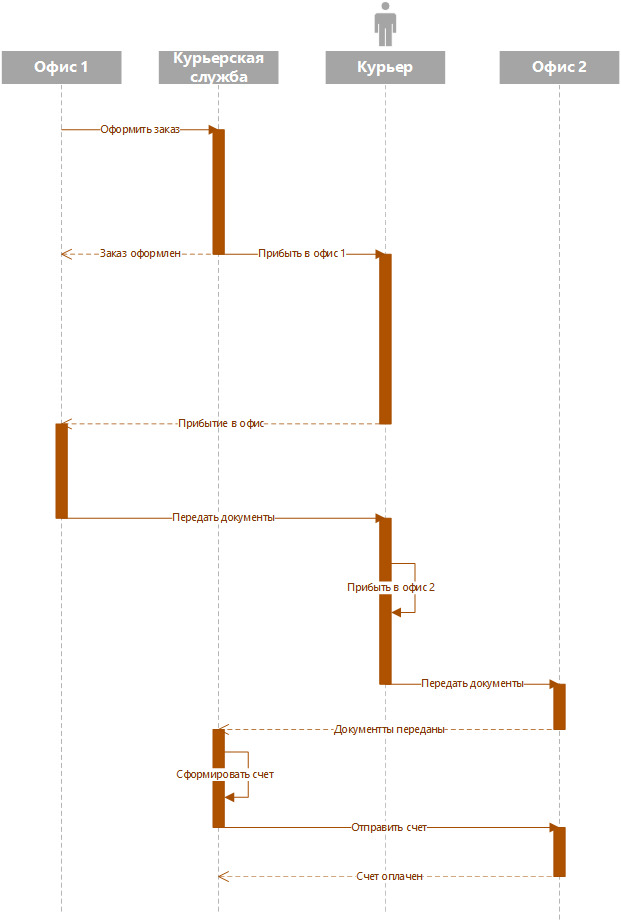 Офис 1
Курьерская
служба
Курьер
Офис 2
Оформить заказ
Заказ оформлен
Прибыть в офис 1
Прибытие в офис
Передать документы
Прибыть в офис 2
Передать документы
Документты переданы
Сформировать счет
Отправить счет
Счет оплачен